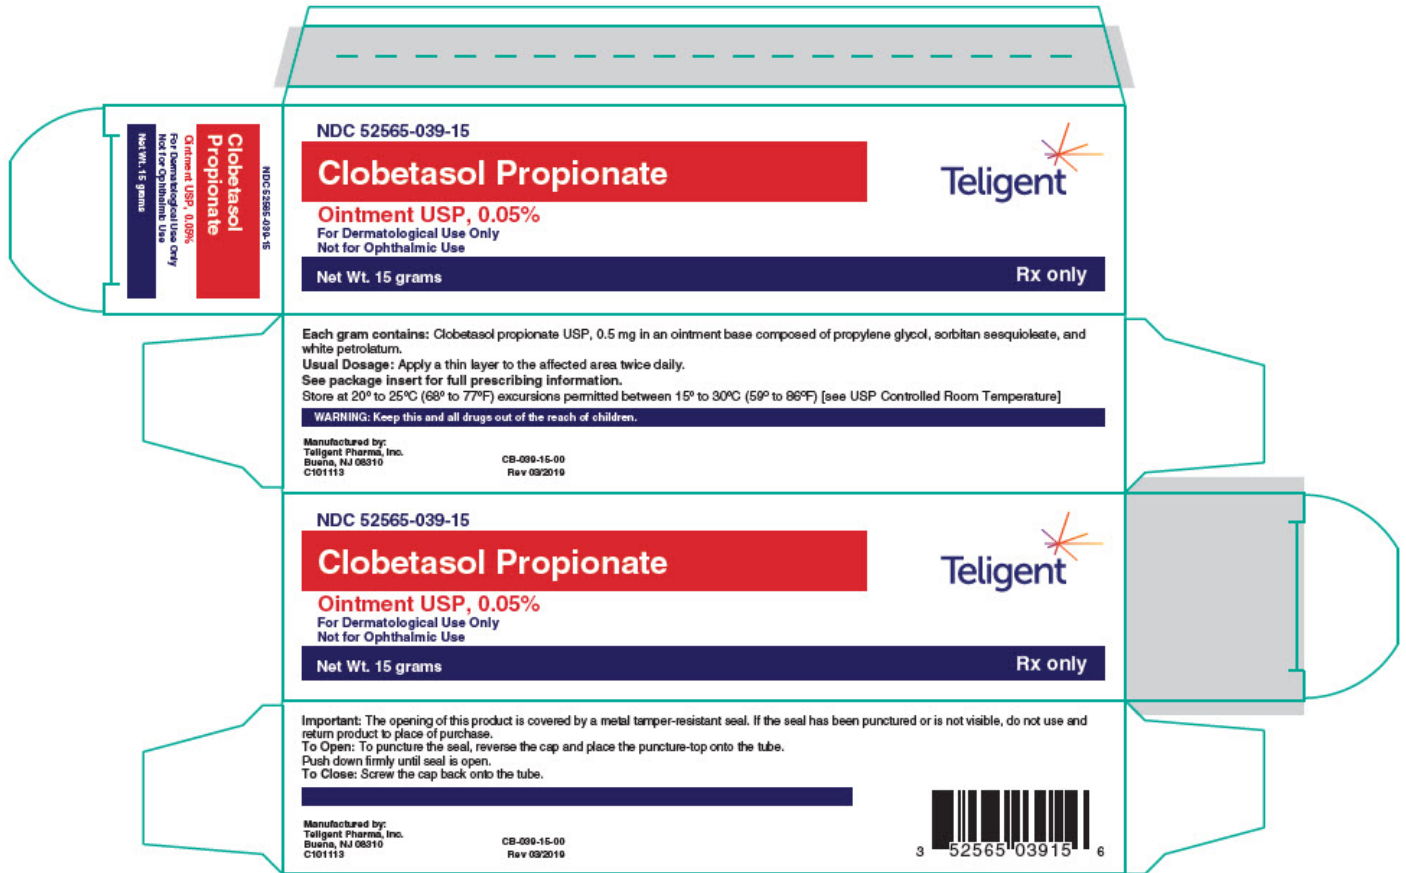 NDC 52565-039-15
Clobetasol
Propionate
Ointment USP, 0.05%
For Dermatological Use Only
Not for Ophthalmic Use
Net Wt. 15 grams
NDC 52565-039-15
Clobetasol Propionate
Ointment USP, 0.05%
For Dermatological Use Only
Not for Ophthalmic Use
Net Wt. 15 grams
Rx only
Teligent
Each gram contains: Clobetasol propionate USP, 0.5 mg in an ointment base composed of propylene glycol, sorbitan sesquioleate, and
white petrolatum.
Usual Dosage: Apply a thin layer to the affected area twice daily.
See package insert for full prescribing information.
Store at 20º to 25ºC (68º to 77ºF) excursions permitted between 15º to 30ºC (59º to 86ºF) [see USP Controlled Room Temperature]
WARNING: Keep this and all drugs out of the reach of children.
Manufactured by:
Teligent Pharma, Inc.
Buena, NJ 08310
C101113
CB-039-15-00
Rev 03/2019
NDC 52565-039-15
Clobetasol Propionate
Ointment USP, 0.05%
For Dermatological Use Only
Not for Ophthalmic Use
Net Wt. 15 grams
Rx only
Teligent
Important: The opening of this product is covered by a metal tamper-resistant seal. If the seal has been punctured or is not visible, do not use and
return product to place of purchase.
To Open: To puncture the seal, reverse the cap and place the puncture-top onto the tube.
Push down firmly until seal is open.
To Close: Screw the cap back onto the tube.
Manufactured by:
Teligent Pharma, Inc.
Buena, NJ 08310
C101113
CB-039-15-00
Rev 03/2019
3 52565 03915 6